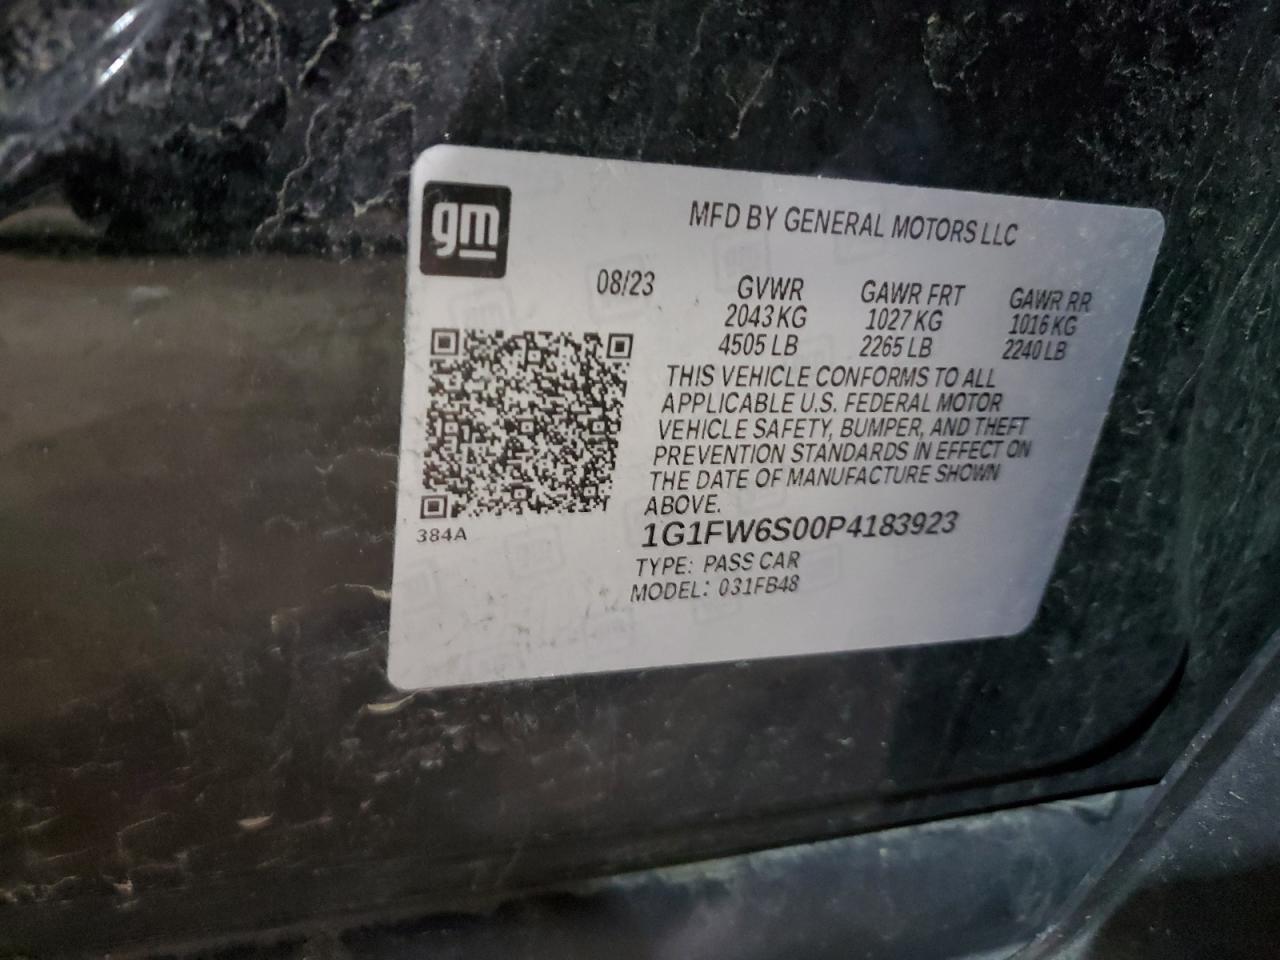 gm
MFD BY GENERAL MOTORS LLC
08/23 GVWR GAWR FRT GAWR RR
2043 KG 1027 KG 1016 KG
4505 LB 2265 LB 2240 LB
THIS VEHICLE CONFORMS TO ALL
APPLICABLE U.S. FEDERAL MOTOR
VEHICLE SAFETY, BUMPER, AND THEFT
PREVENTION STANDARDS IN EFFECT ON
THE DATE OF MANUFACTURE SHOWN
ABOVE.
384A
1G1FW6S00P4183923
TYPE: PASS CAR
MODEL: 031FB48